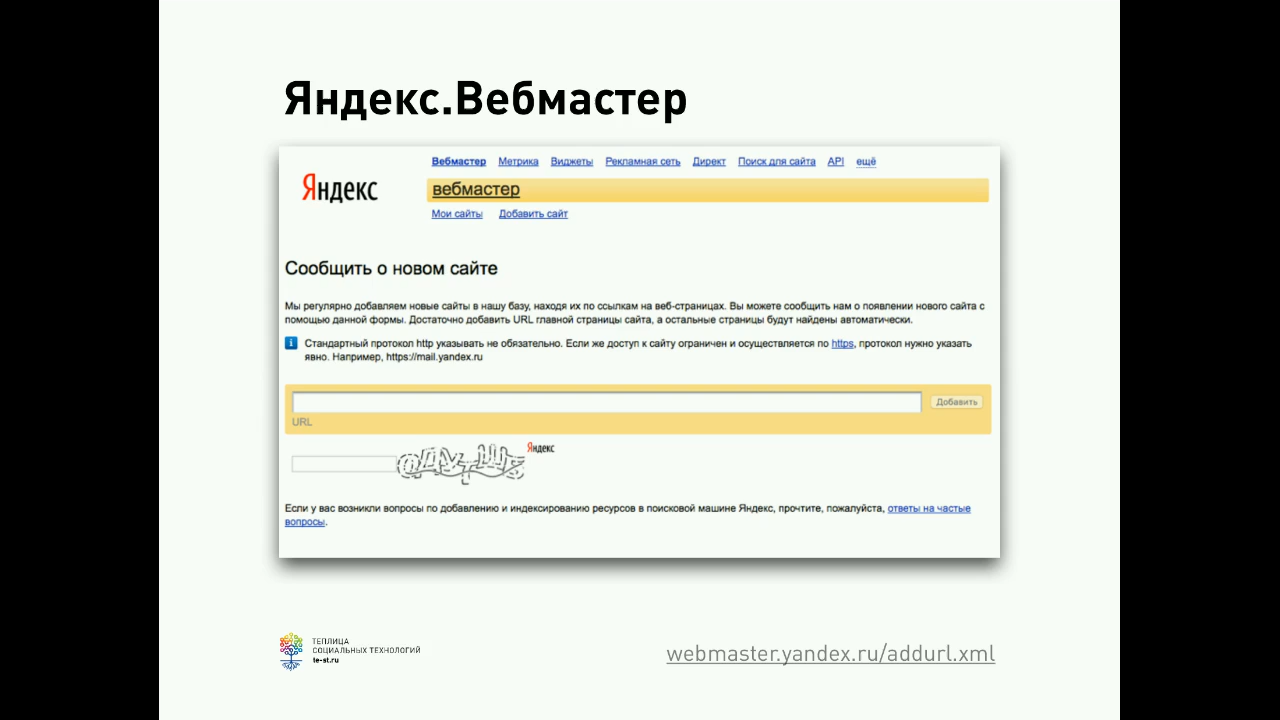 Яндекс.Вебмастер
Вебмастер Метрика Виджеты Рекламная сеть Директ Поиск для сайта API ещё
Яндекс
вебмастер
Мои сайты Добавить сайт
Сообщить о новом сайте
Мы регулярно добавляем новые сайты в нашу базу, находя их по ссылкам на веб-страницах. Вы можете сообщить нам о появлении нового сайта с
помощью данной формы. Достаточно добавить URL главной страницы сайта, а остальные страницы будут найдены автоматически.
Стандартный протокол http указывать не обязательно. Если же доступ к сайту ограничен и осуществляется по https, протокол нужно указать
явно. Например, https://mail.yandex.ru
Добавить
URL
Яндекс
Если у вас возникли вопросы по добавлению и индексированию ресурсов в поисковой машине Яндекс, прочтите, пожалуйста, ответы на частые
вопросы.
ТЕПЛИЦА
СОЦИАЛЬНЫХ ТЕХНОЛОГИЙ
te-st.ru
webmaster.yandex.ru/addurl.xml